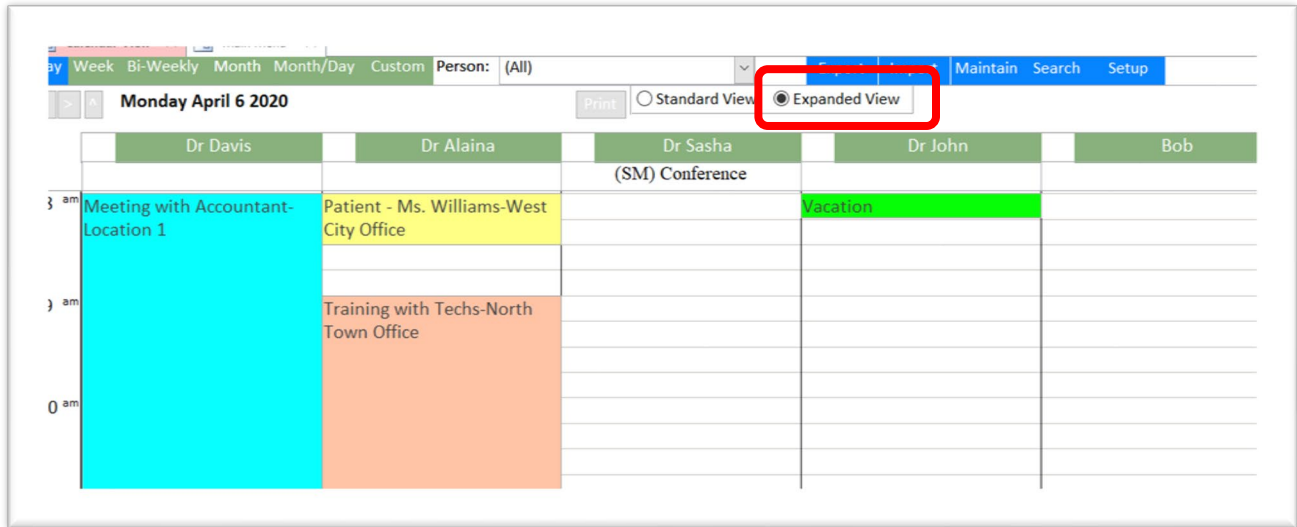 Week Bi-Weekly Month Month/Day Custom Person: (All) Maintain Search Setup
> ^ Monday April 6 2020 Print Standard View Expanded View
Dr Davis Dr Alaina Dr Sasha Dr John Bob
(SM) Conference
am Meeting with Accountant- Patient - Ms. Williams-West Vacation
Location 1 City Office
am Training with Techs-North
Town Office
0 am